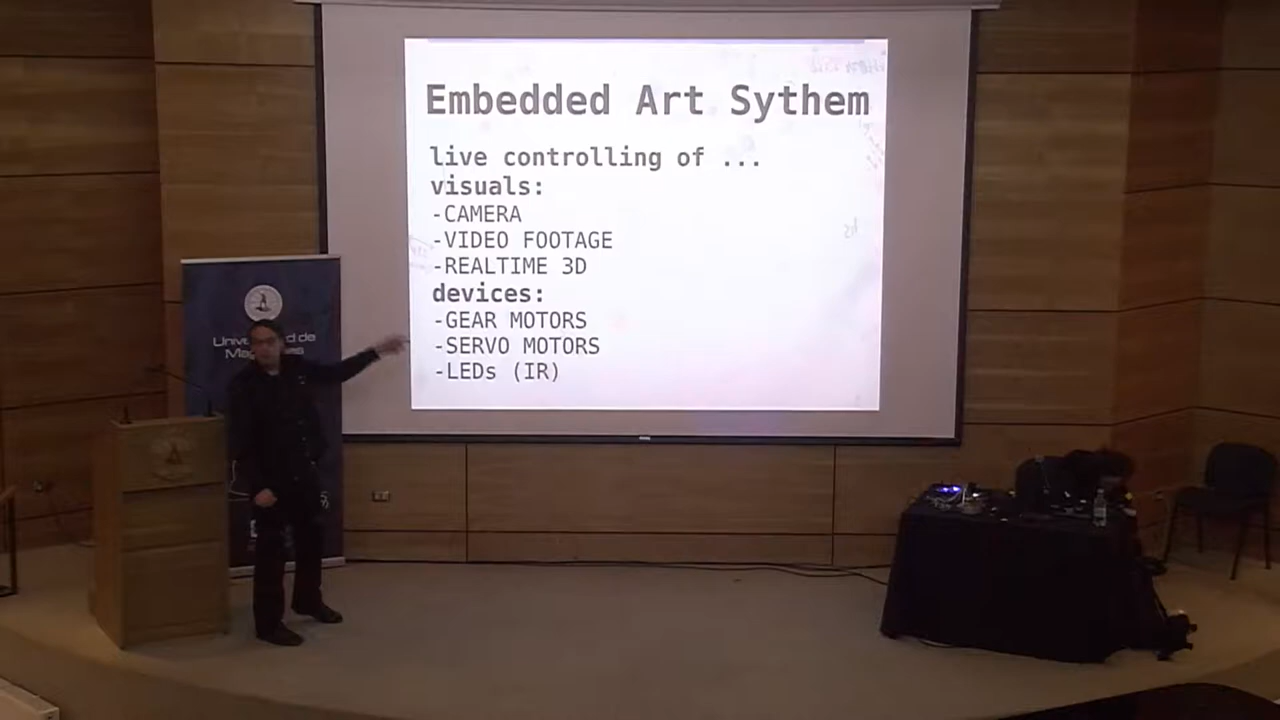 Embedded Art Sythem
live controlling of ...
visuals:
-CAMERA
-VIDEO FOOTAGE
-REALTIME 3D
devices:
-GEAR MOTORS
-SERVO MOTORS
-LEDs (IR)